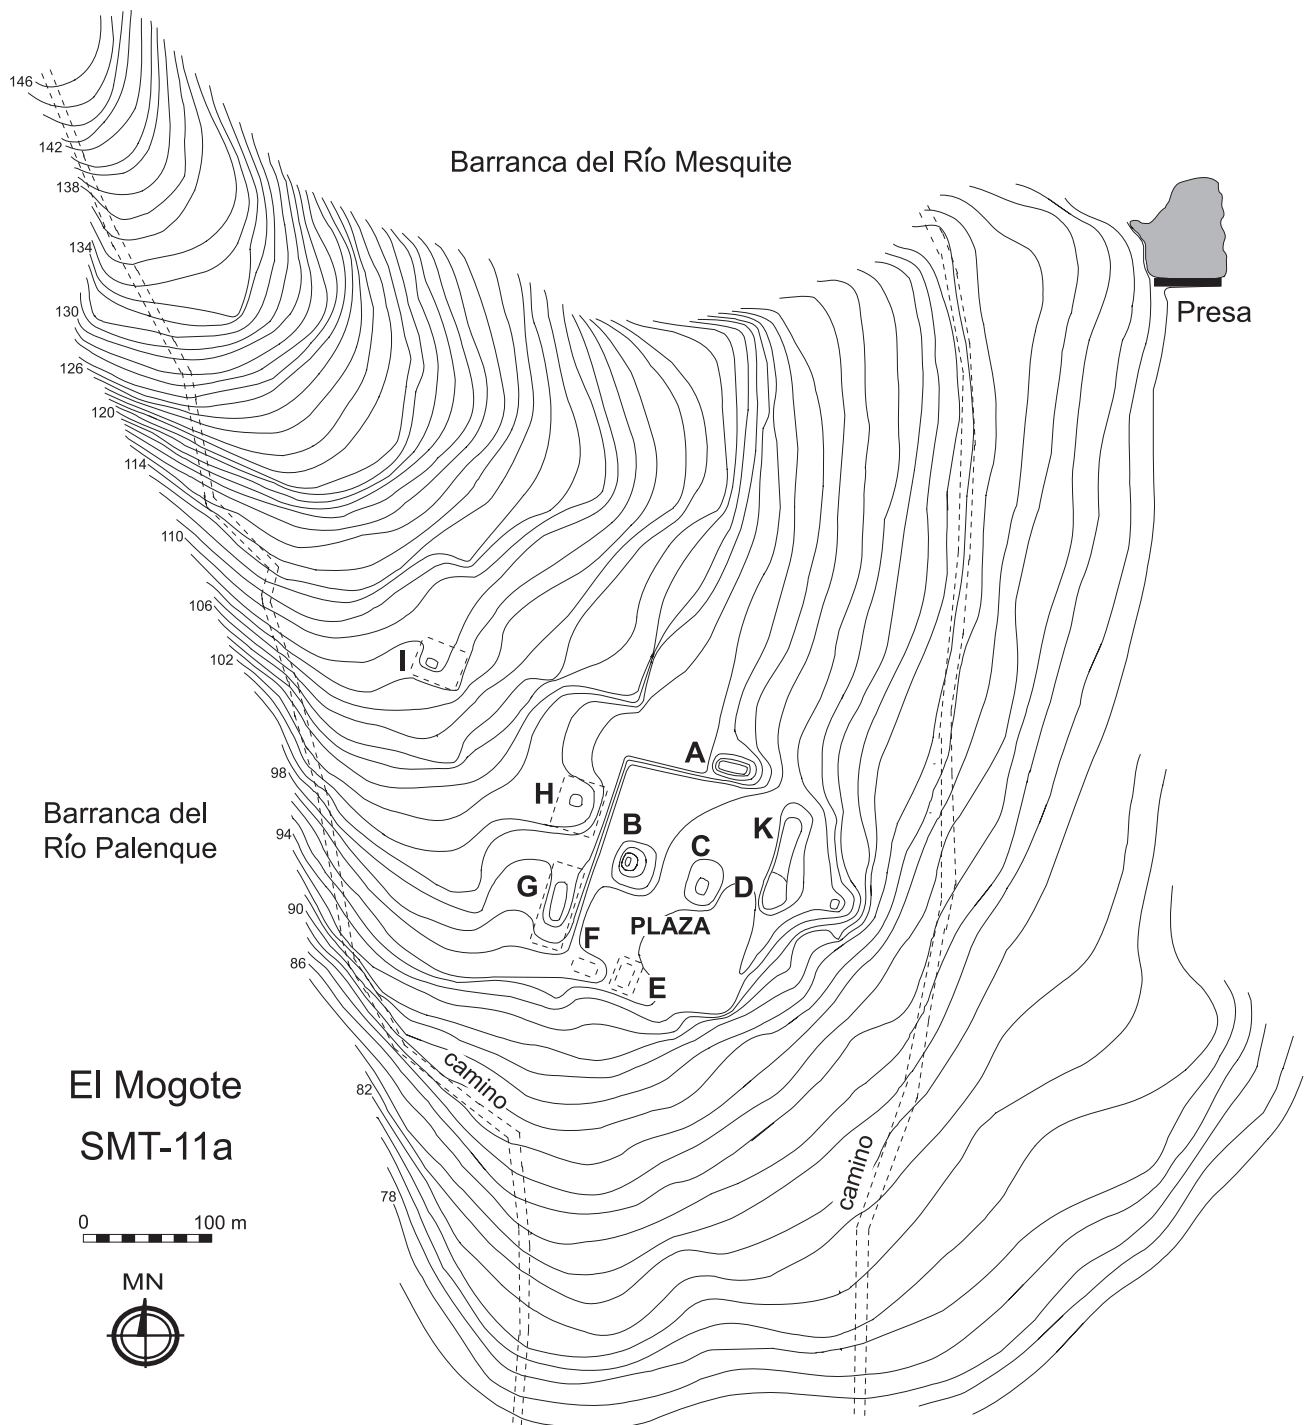 146
142
138
134
130
126
120
114
110
106
102
98
94
90
86
82
78
Barranca del Río Mesquite
Presa
I
A
H
B
K
C
G
D
F
PLAZA
E
Barranca del
Río Palenque
camino
camino
El Mogote
SMT-11a
0 100 m
MN